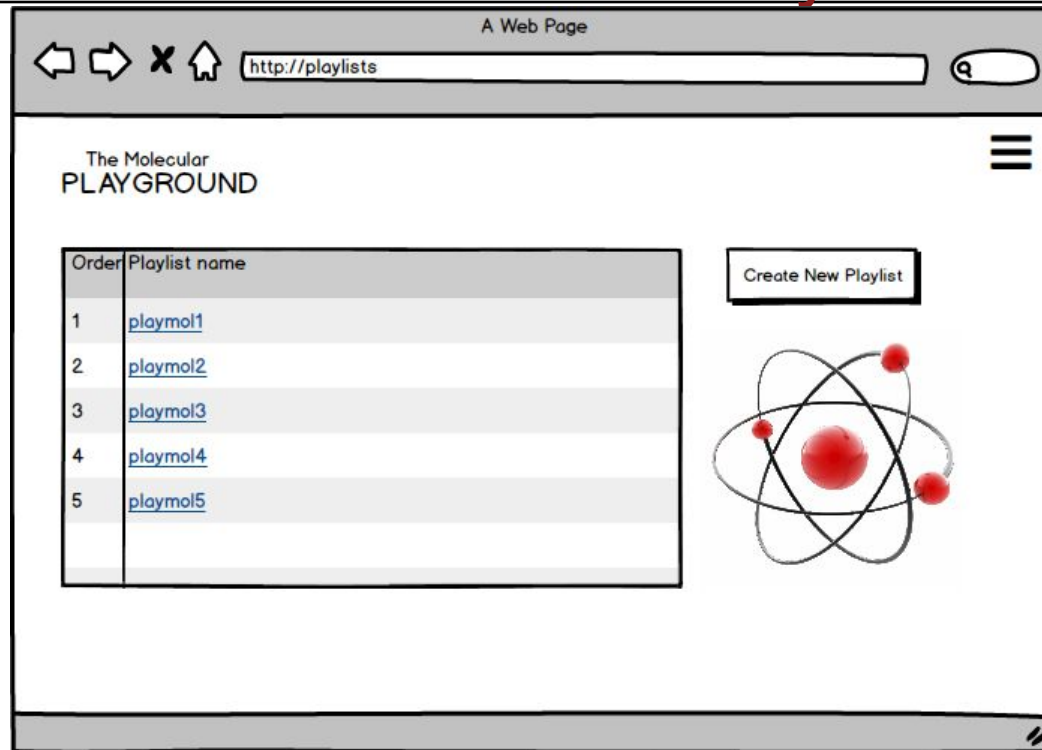 A Web Page
http://playlists
The Molecular
PLAYGROUND
Order Playlist name
Create New Playlist
1 playmol1
2 playmol2
3 playmol3
4 playmol4
5 playmol5